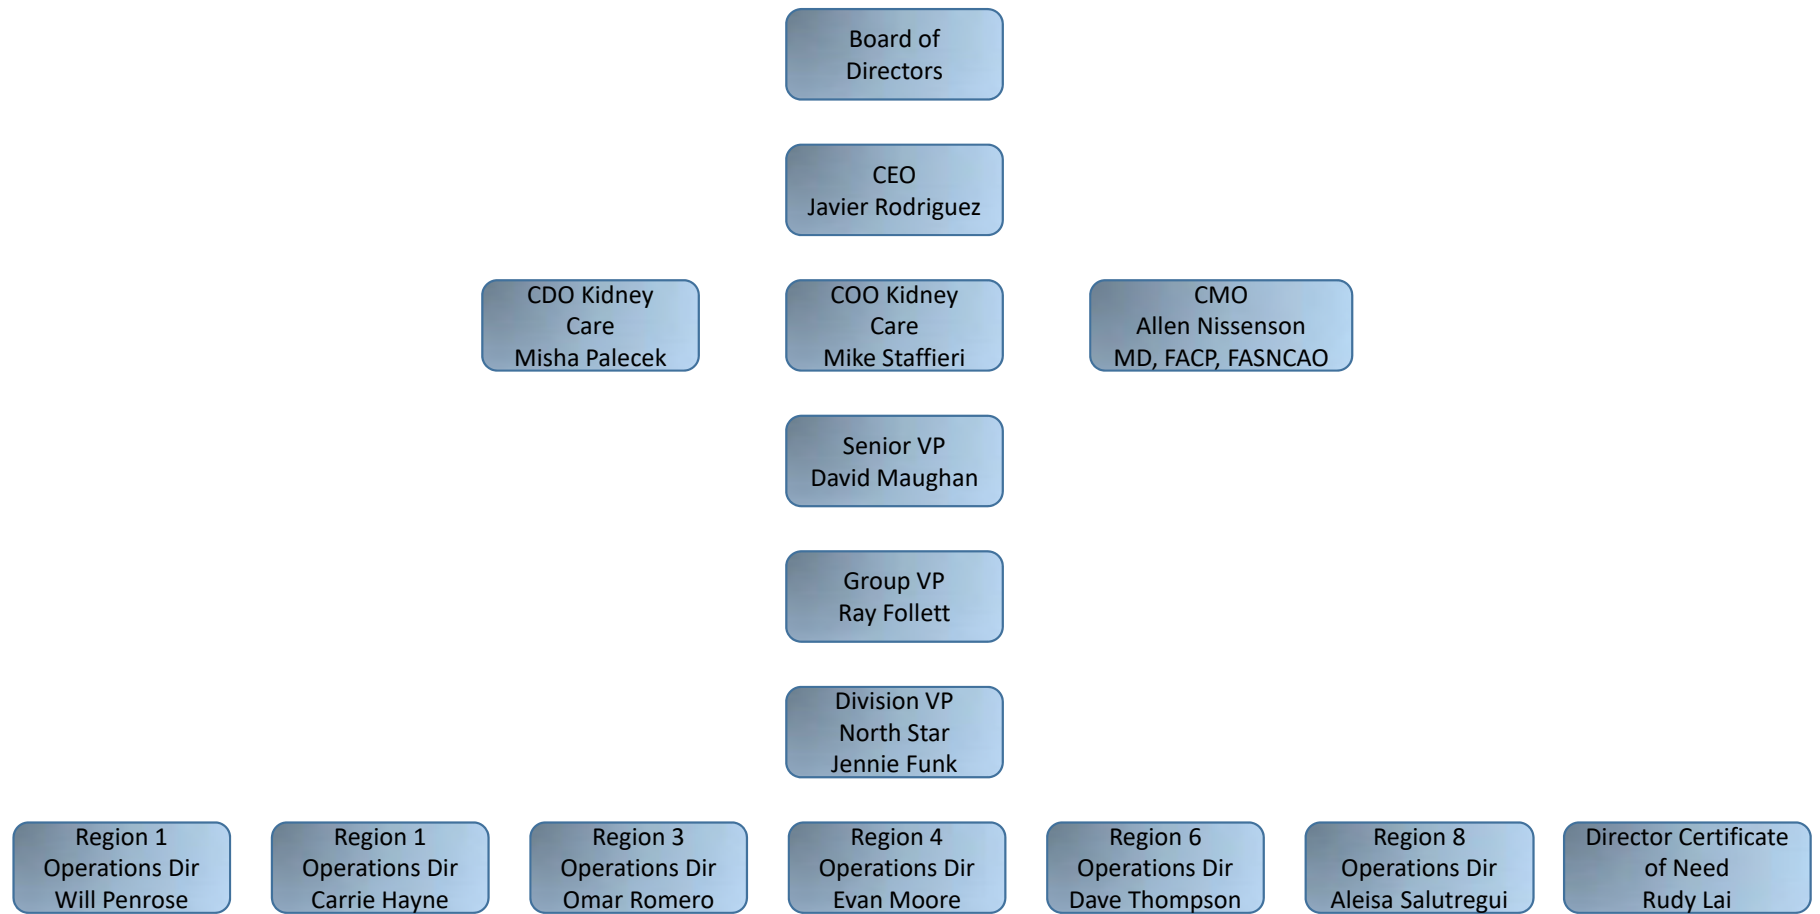 Board of
Directors
CEO
Javier Rodriguez
CDO Kidney
Care
Misha Palecek
COO Kidney
Care
Mike Staffieri
CMO
Allen Nissenson
MD, FACP, FASNCAO
Senior VP
David Maughan
Group VP
Ray Follett
Division VP
North Star
Jennie Funk
Region 1
Operations Dir
Will Penrose
Region 1
Operations Dir
Carrie Hayne
Region 3
Operations Dir
Omar Romero
Region 4
Operations Dir
Evan Moore
Region 6
Operations Dir
Dave Thompson
Region 8
Operations Dir
Aleisa Salutregui
Director Certificate
of Need
Rudy Lai